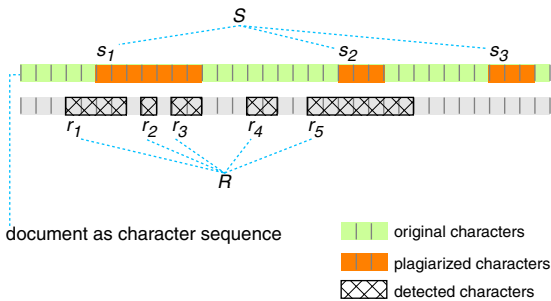 S
s1 s2 s3
r1 r2 r3 r4 r5
R
document as character sequence
original characters
plagiarized characters
detected characters